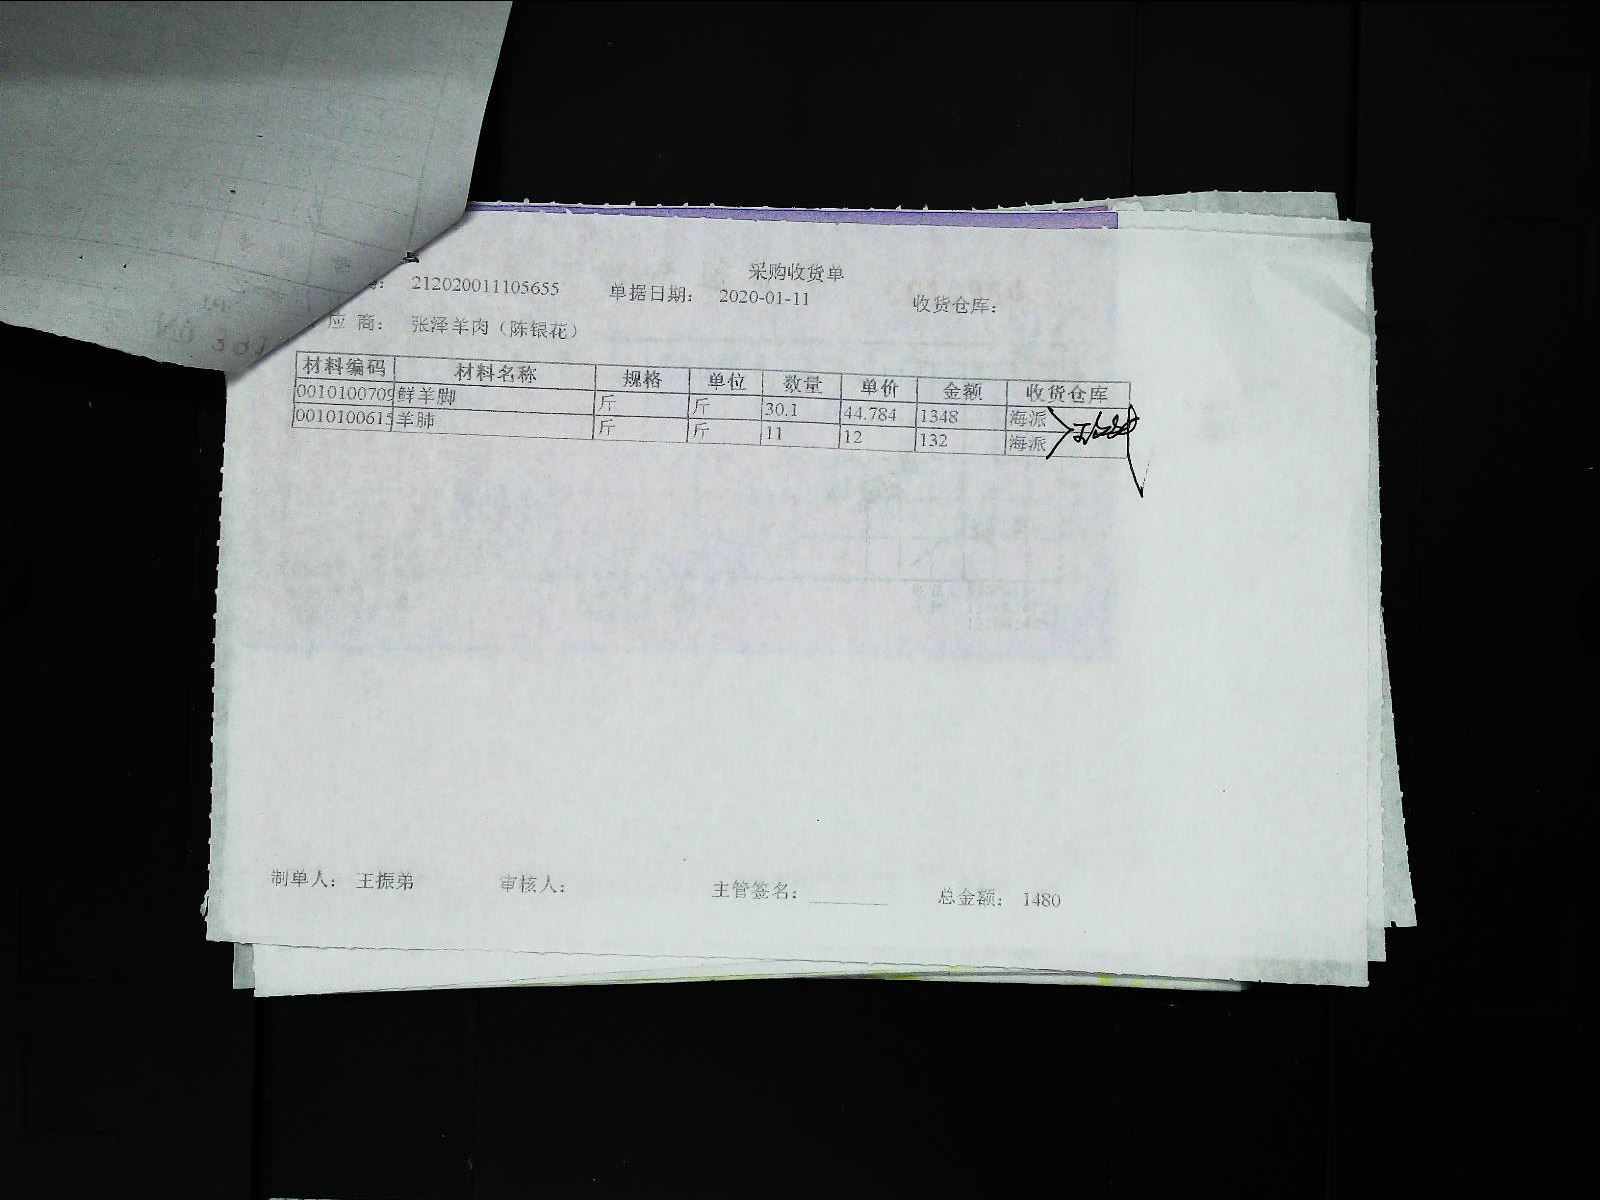 采购收货单
212020011105655 单据日期: 2020-01-11 收货仓库:
应 商: 张泽羊肉（陈银花）
材料编码 材料名称 规格 单位 数量 单价 金额 收货仓库
0010100709 鲜羊脚 斤 斤 30.1 44.784 1348 海派
0010100615 羊肺 斤 斤 11 12 132 海派
制单人: 王振弟 审核人: 主管签名: 总金额: 1480